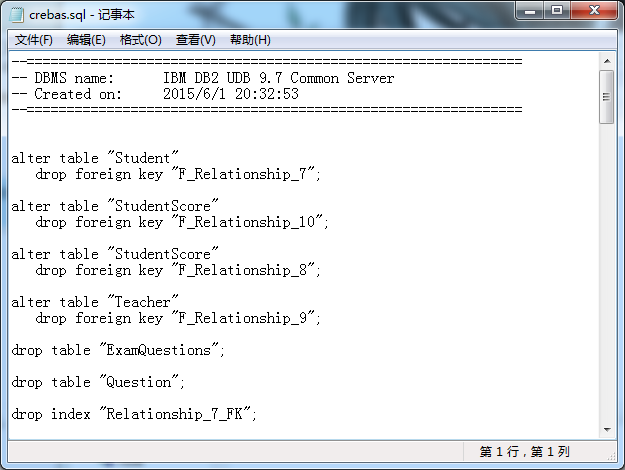 crebas.sql - 记事本
文件(F) 编辑(E) 格式(O) 查看(V) 帮助(H)
--==============================================================
-- DBMS name:      IBM DB2 UDB 9.7 Common Server
-- Created on:     2015/6/1 20:32:53
--==============================================================
alter table "Student"
   drop foreign key "F_Relationship_7";
alter table "StudentScore"
   drop foreign key "F_Relationship_10";
alter table "StudentScore"
   drop foreign key "F_Relationship_8";
alter table "Teacher"
   drop foreign key "F_Relationship_9";
drop table "ExamQuestions";
drop table "Question";
drop index "Relationship_7_FK";
第 1 行，第 1 列